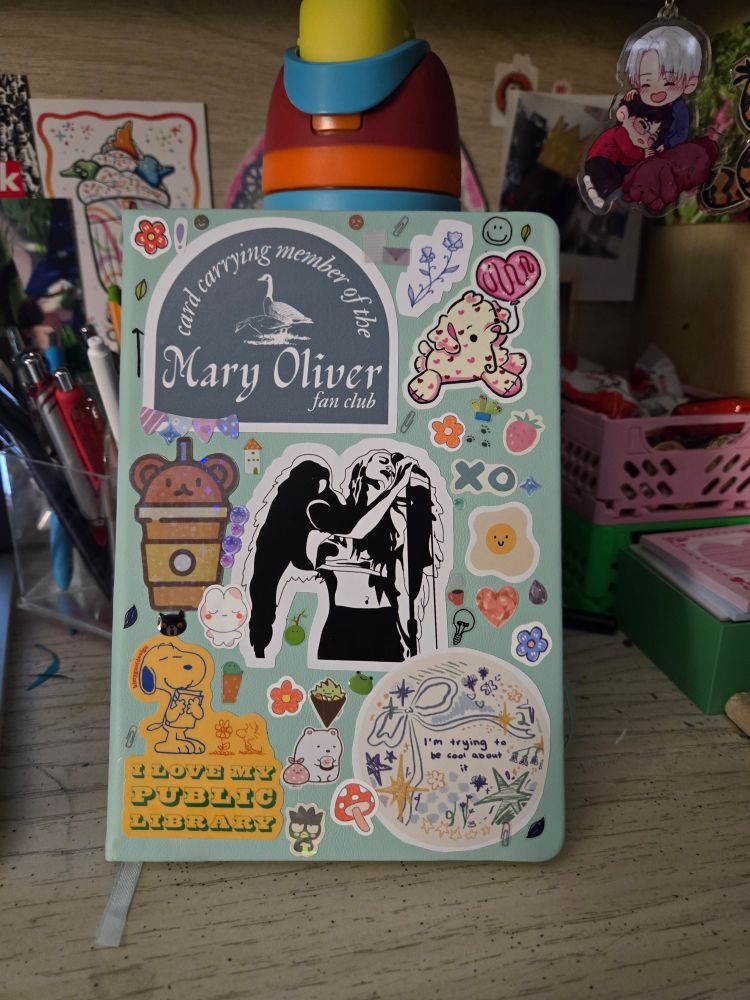 card carrying member of the
Mary Oliver
fan club
k
XO
I LOVE MY
PUBLIC
LIBRARY
I'm trying to
be cool about
it